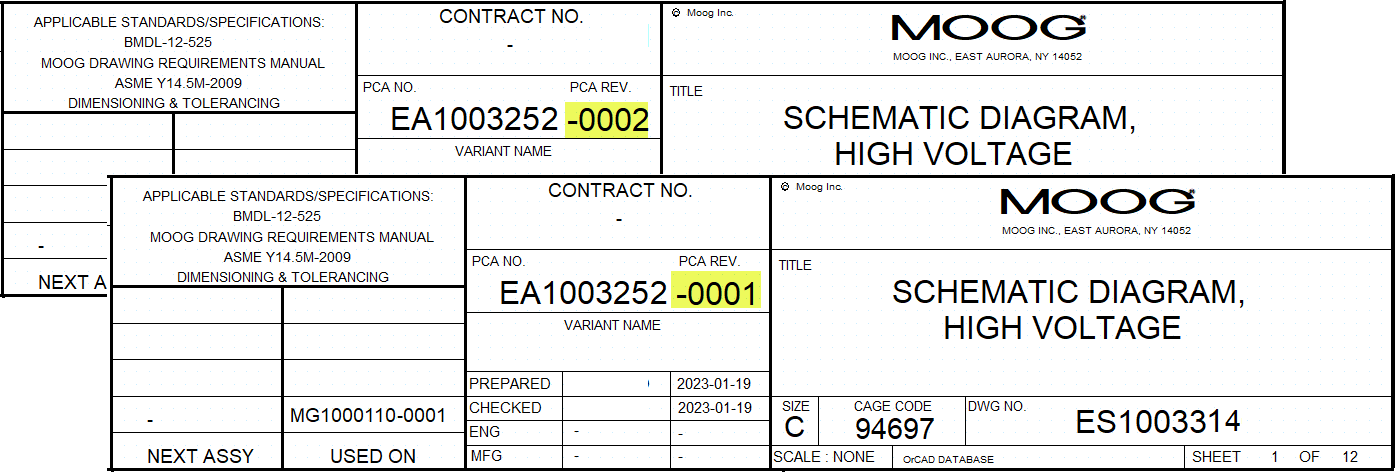 APPLICABLE STANDARDS/SPECIFICATIONS:
BMDL-12-525
MOOG DRAWING REQUIREMENTS MANUAL
ASME Y14.5M-2009
DIMENSIONING & TOLERANCING
-
NEXT A
CONTRACT NO.
-
PCA NO. PCA REV.
EA1003252 -0002
VARIANT NAME
© Moog Inc.
MOOG
MOOG INC., EAST AURORA, NY 14052
TITLE
SCHEMATIC DIAGRAM,
HIGH VOLTAGE
APPLICABLE STANDARDS/SPECIFICATIONS:
BMDL-12-525
MOOG DRAWING REQUIREMENTS MANUAL
ASME Y14.5M-2009
DIMENSIONING & TOLERANCING
- MG1000110-0001
NEXT ASSY USED ON
CONTRACT NO.
-
PCA NO. PCA REV.
EA1003252 -0001
VARIANT NAME
PREPARED 2023-01-19
CHECKED 2023-01-19
ENG - -
MFG - -
© Moog Inc.
MOOG
MOOG INC., EAST AURORA, NY 14052
TITLE
SCHEMATIC DIAGRAM,
HIGH VOLTAGE
SIZE CAGE CODE DWG NO.
C 94697 ES1003314
SCALE : NONE OrCAD DATABASE SHEET 1 OF 12